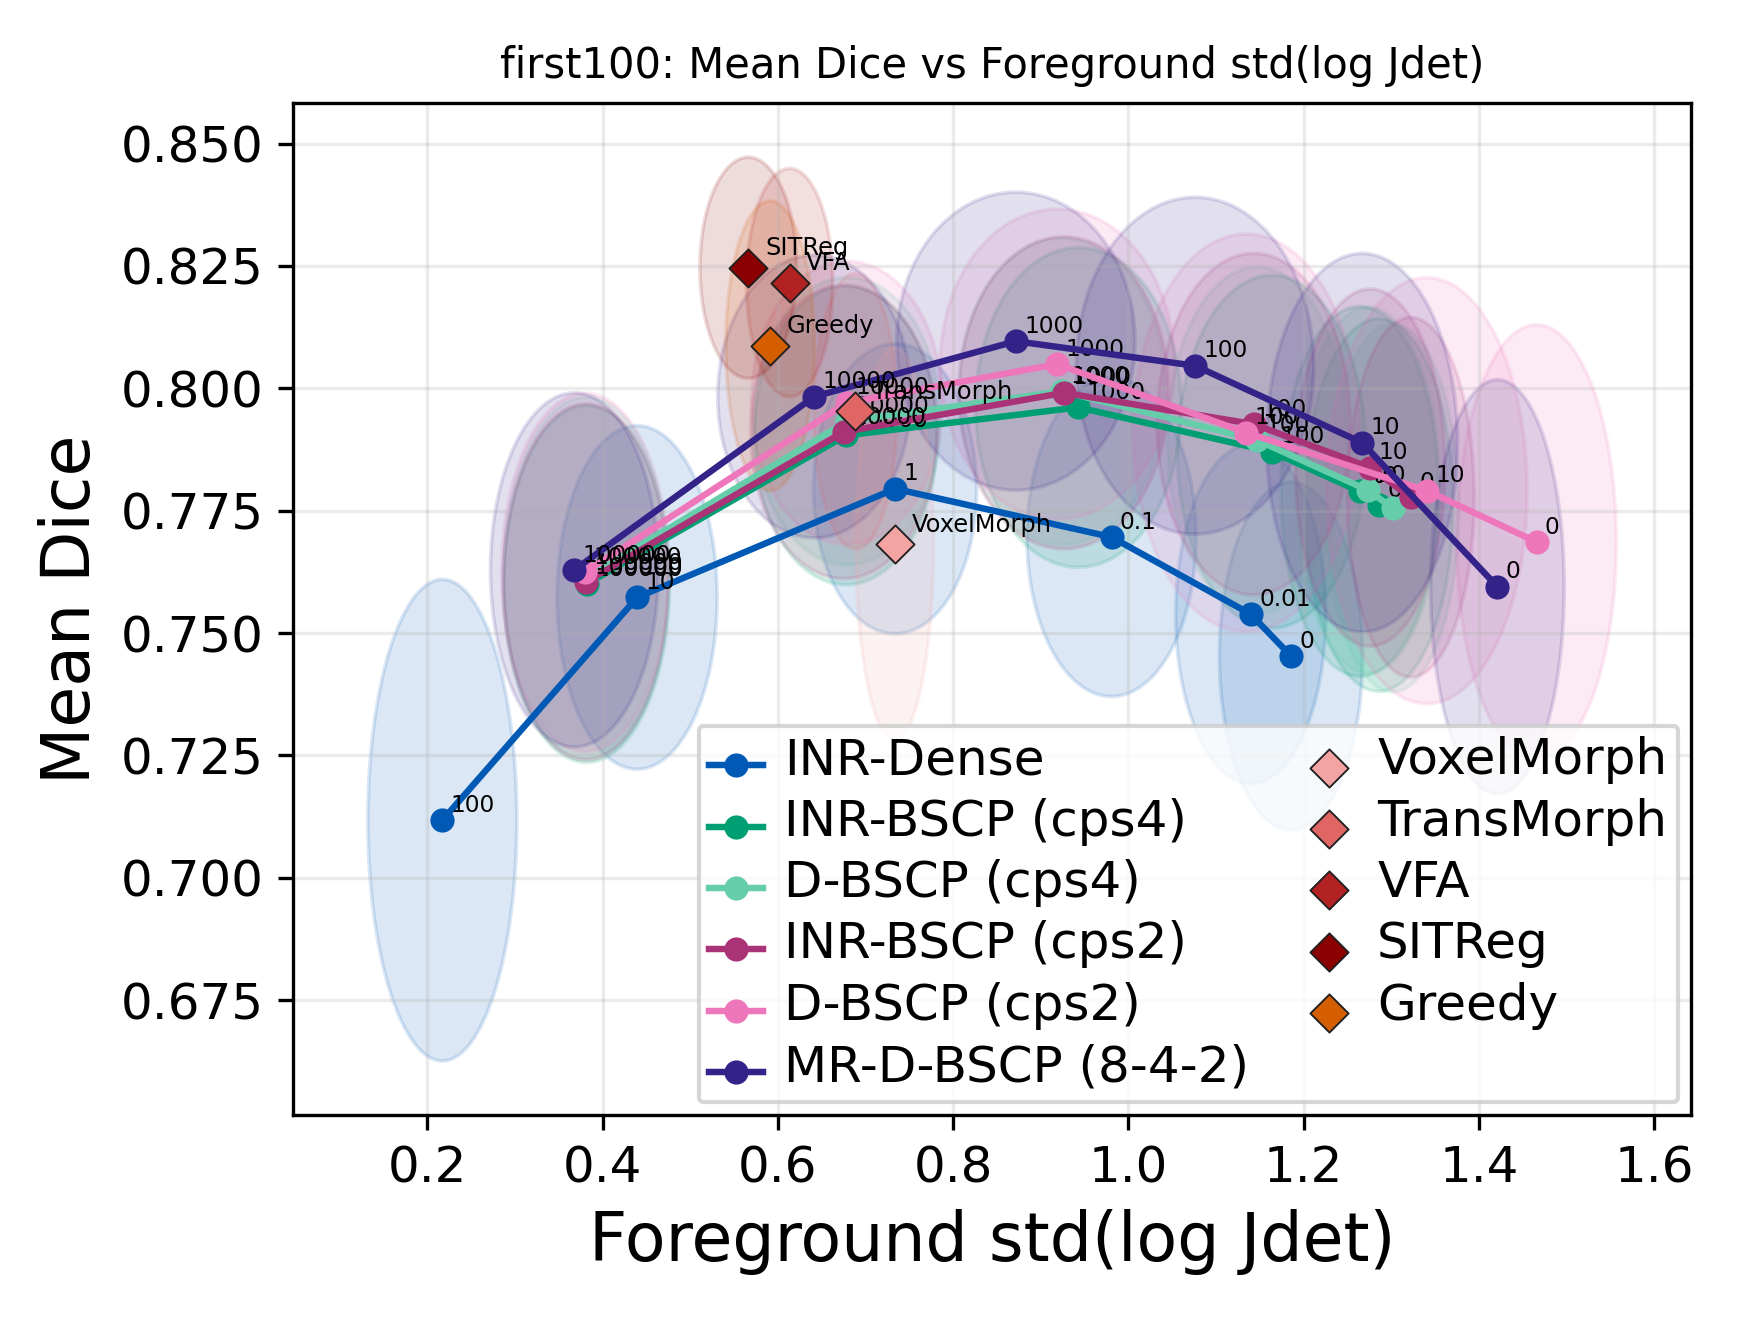 first100: Mean Dice vs Foreground std(log Jdet)
Mean Dice
0.850
0.825
0.800
0.775
0.750
0.725
0.700
0.675
SITReg
VFA
Greedy
1000
100
1000
10000
TransMorph
1000
100
10
10
10
1
VoxelMorph
0.1
0
0
100000
10
0.01
0
100
INR-Dense
INR-BSCP (cps4)
D-BSCP (cps4)
INR-BSCP (cps2)
D-BSCP (cps2)
MR-D-BSCP (8-4-2)
VoxelMorph
TransMorph
VFA
SITReg
Greedy
0.2 0.4 0.6 0.8 1.0 1.2 1.4 1.6
Foreground std(log Jdet)